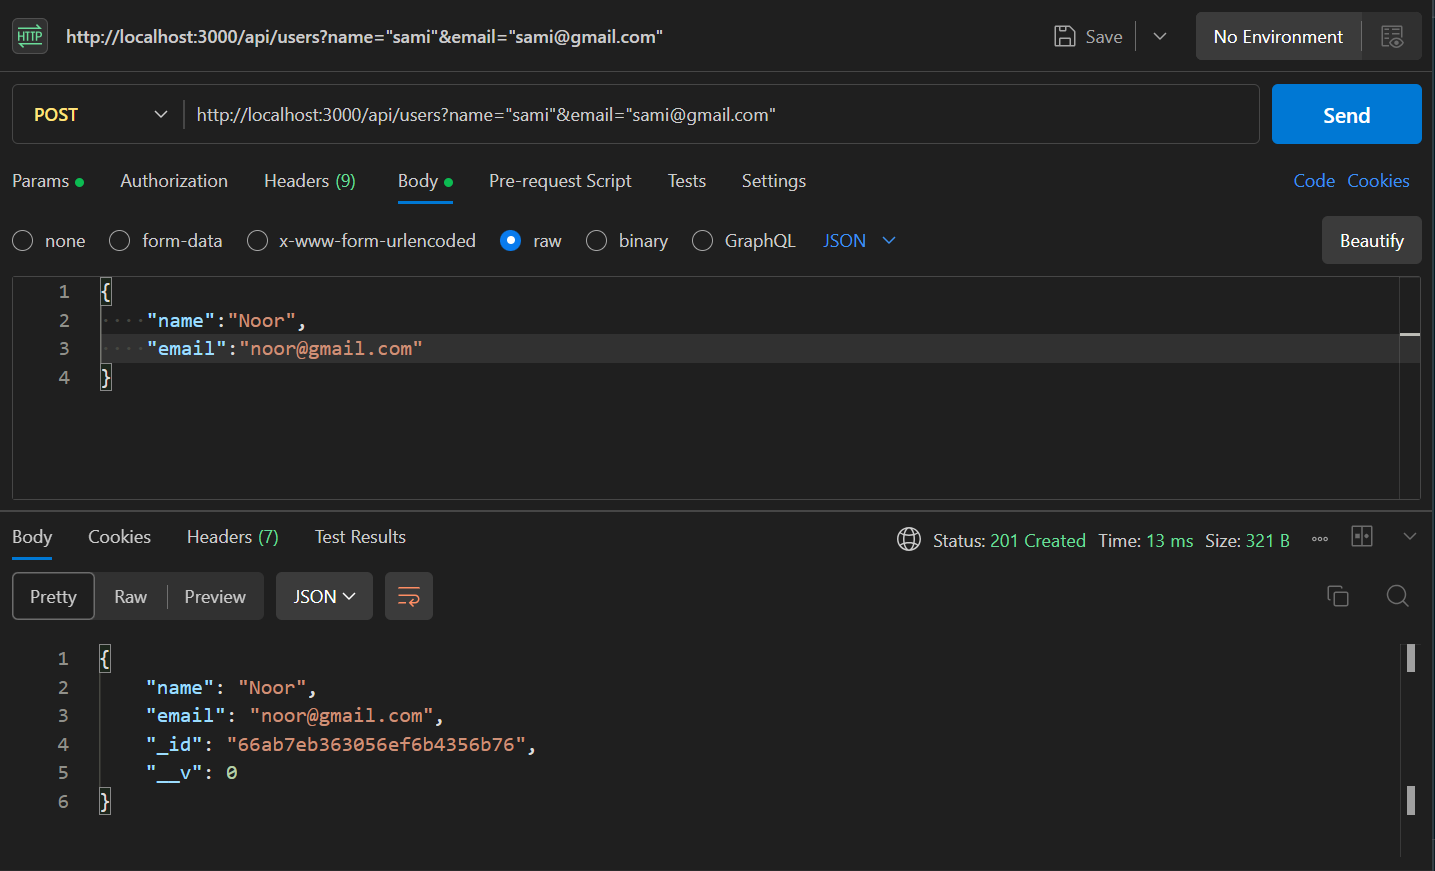 HTTP http://localhost:3000/api/users?name="sami"&email="sami@gmail.com" Save No Environment
POST http://localhost:3000/api/users?name="sami"&email="sami@gmail.com" Send
Params Authorization Headers (9) Body Pre-request Script Tests Settings Code Cookies
none form-data x-www-form-urlencoded raw binary GraphQL JSON Beautify
1 {
2 "name":"Noor",
3 "email":"noor@gmail.com"
4 }
Body Cookies Headers (7) Test Results Status: 201 Created Time: 13 ms Size: 321 B
Pretty Raw Preview JSON
1 {
2 "name": "Noor",
3 "email": "noor@gmail.com",
4 "_id": "66ab7eb363056ef6b4356b76",
5 "__v": 0
6 }